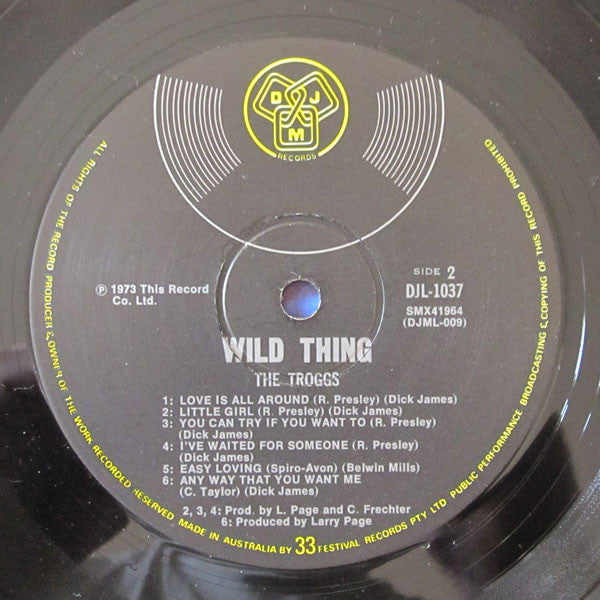 D J M
RECORDS
SIDE 2
DJL-1037
SMX41964
(DJML-009)
Ⓟ 1973 This Record
Co. Ltd.
WILD THING
THE TROGGS
1: LOVE IS ALL AROUND (R. Presley) (Dick James)
2: LITTLE GIRL (R. Presley) (Dick James)
3: YOU CAN TRY IF YOU WANT TO (R. Presley)
(Dick James)
4: I'VE WAITED FOR SOMEONE (R. Presley)
(Dick James)
5: EASY LOVING (Spiro-Avon) (Belwin Mills)
6: ANY WAY THAT YOU WANT ME
(C. Taylor) (Dick James)
2, 3, 4: Prod. by L. Page and C. Frechter
6: Produced by Larry Page
ALL RIGHTS OF THE RECORD PRODUCER & OWNER OF THE WORK RECORDED RESERVED MADE IN AUSTRALIA BY 33 FESTIVAL RECORDS PTY LTD PUBLIC PERFORMANCE BROADCASTING & COPYING OF THIS RECORD PROHIBITED